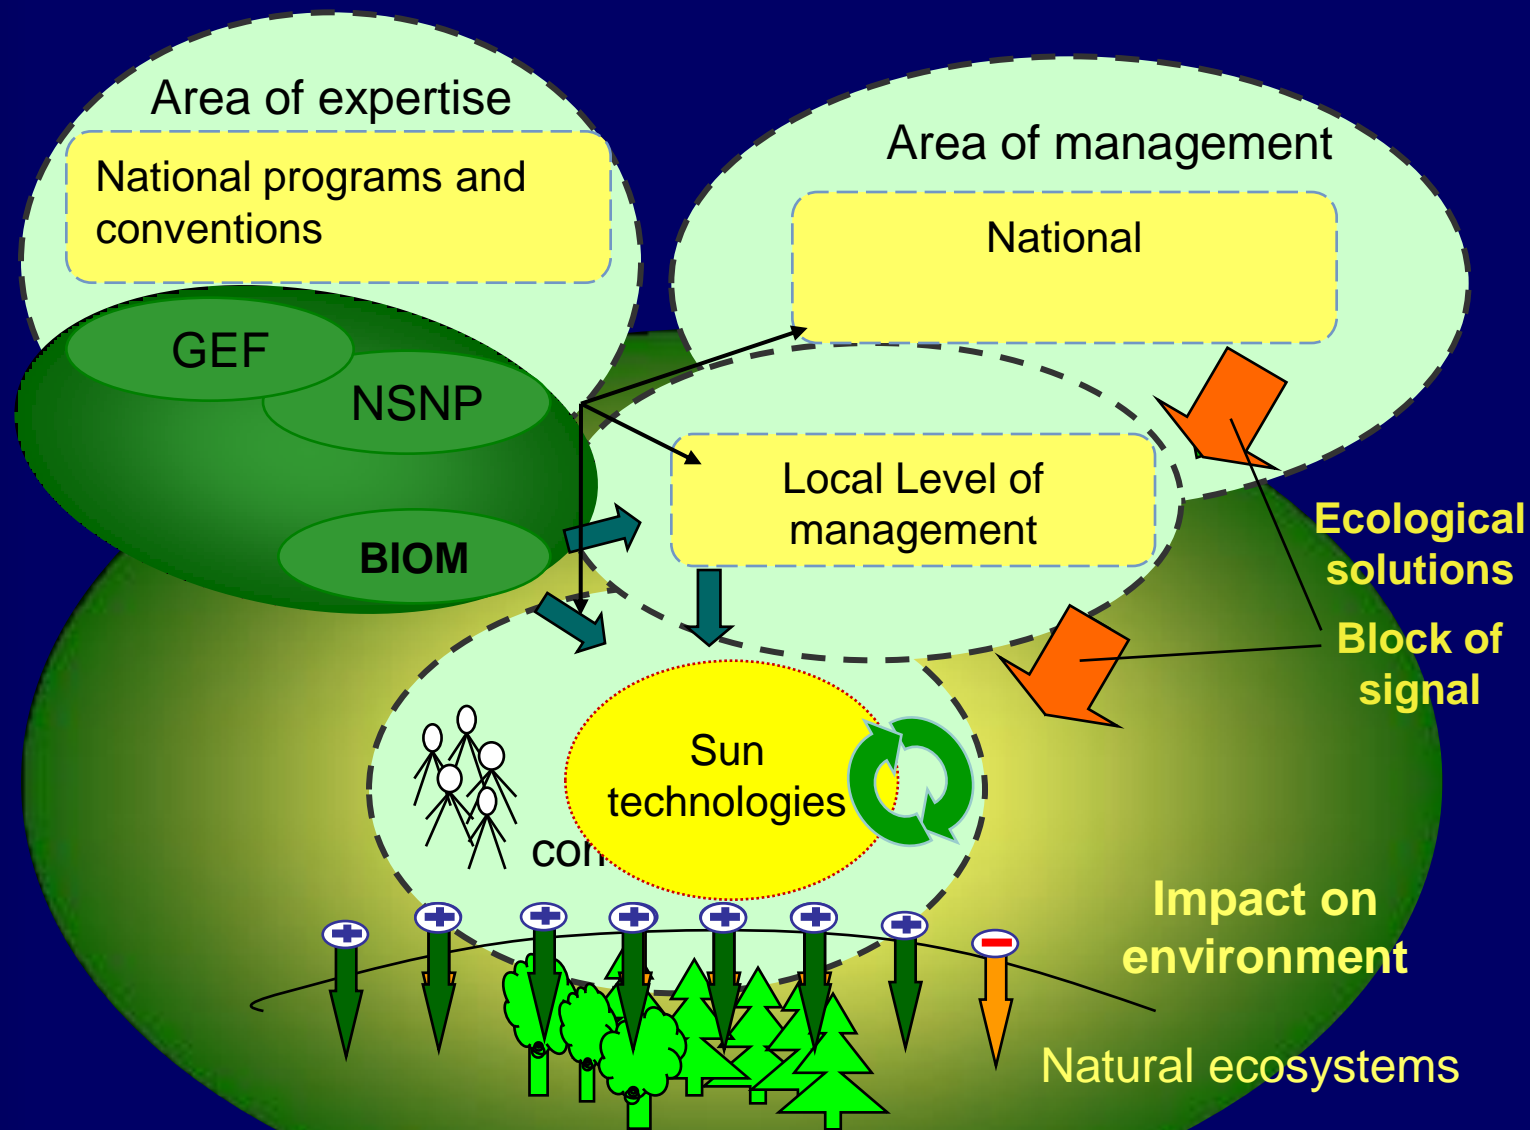 Area of expertise
National programs and
conventions
Area of management
National
GEF
NSNP
BIOM
Local Level of
management
Ecological
solutions
Block of
signal
Sun
technologies
Impact on
environment
Natural ecosystems